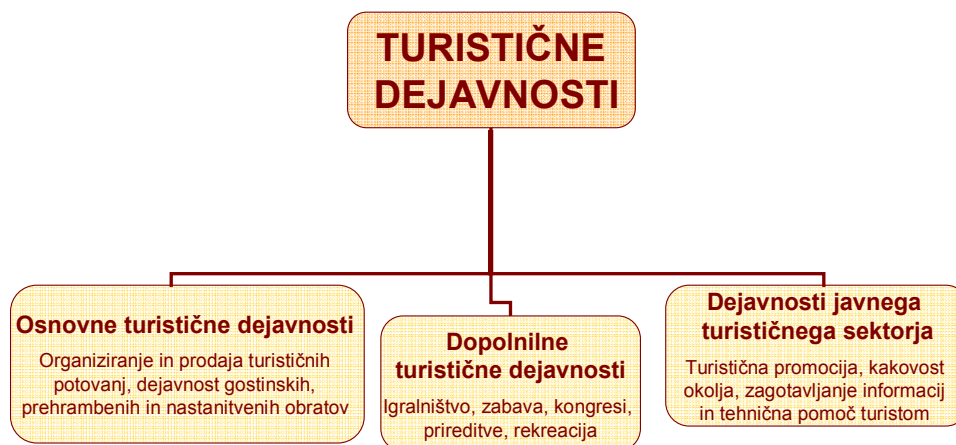 TURISTIČNE
DEJAVNOSTI
Osnovne turistične dejavnosti
Organiziranje in prodaja turističnih
potovanj, dejavnost gostinskih,
prehrambenih in nastanitvenih obratov
Dopolnilne
turistične dejavnosti
Igralništvo, zabava, kongresi,
prireditve, rekreacija
Dejavnosti javnega
turističnega sektorja
Turistična promocija, kakovost
okolja, zagotavljanje informacij
in tehnična pomoč turistom